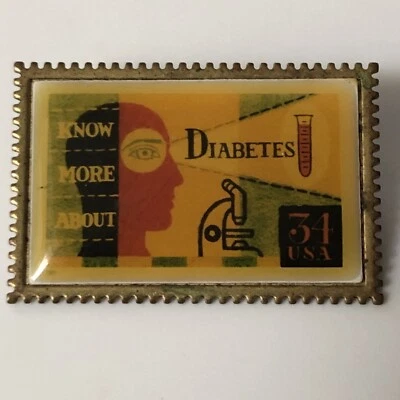 KNOW
MORE
ABOUT
DIABETES
34
USA